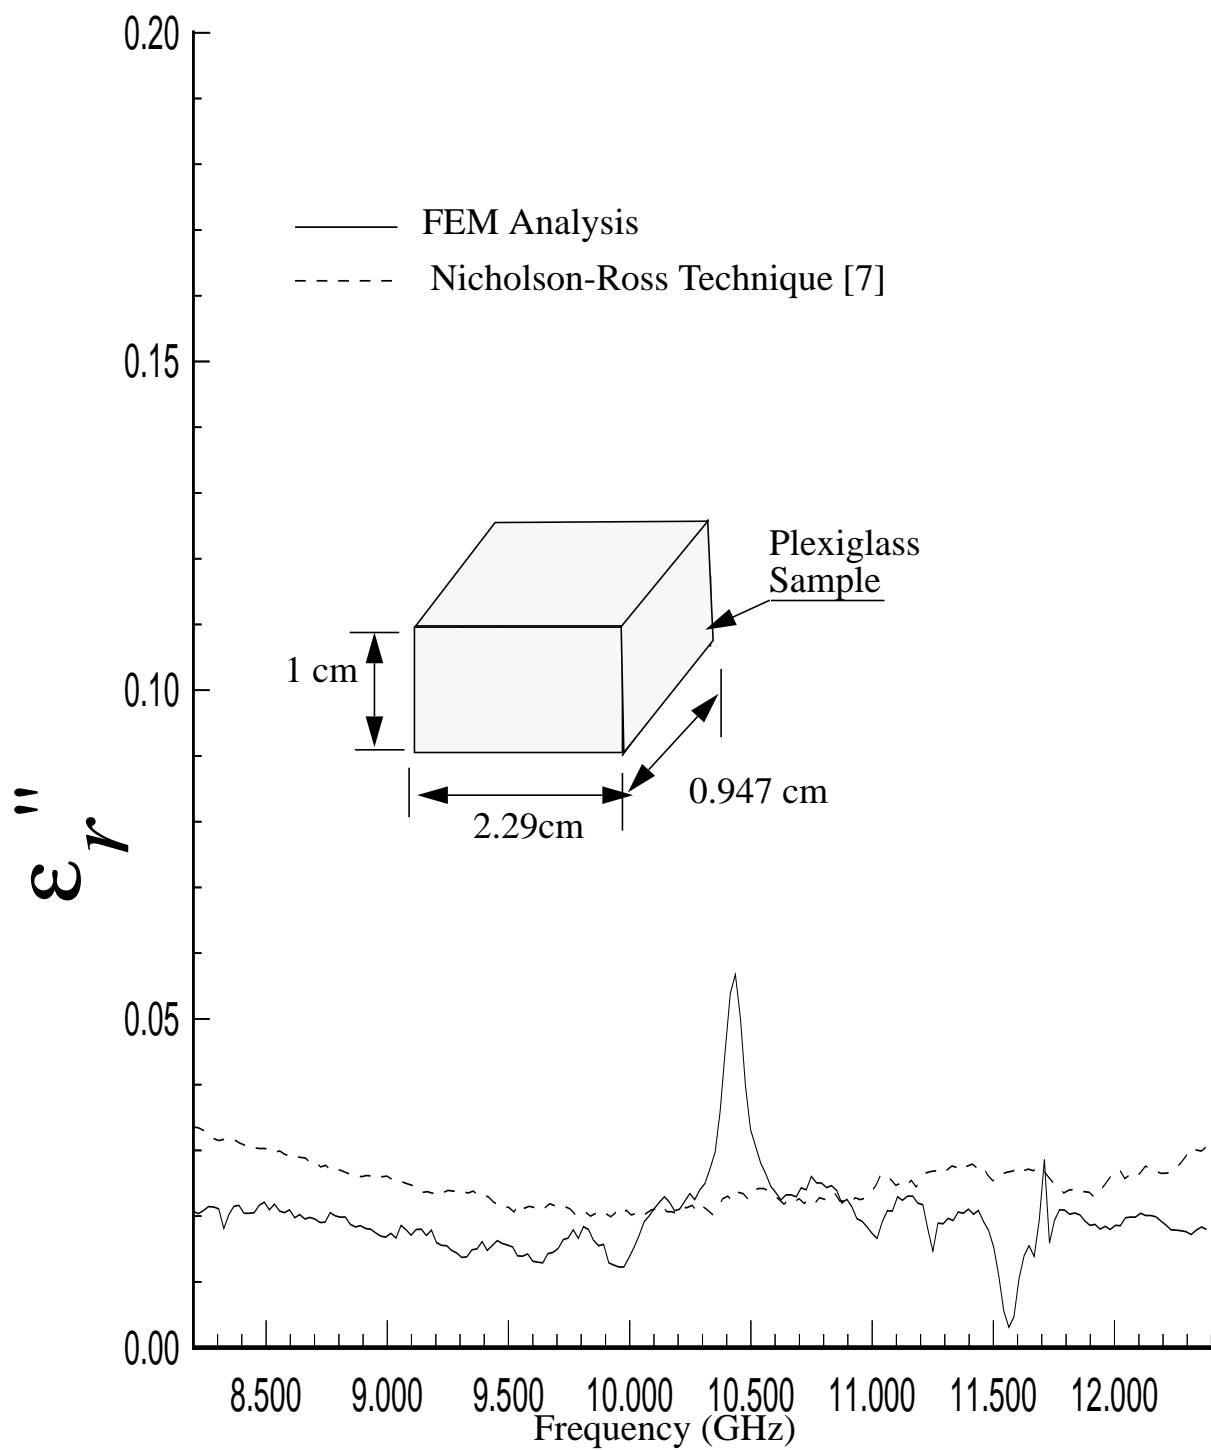 0.20
FEM Analysis
Nicholson-Ross Technique [7]
0.15
Plexiglass
Sample
1 cm
0.10
0.947 cm
2.29cm
εr"
0.05
0.00
8.500 9.000 9.500 10.000 10.500 11.000 11.500 12.000
Frequency (GHz)